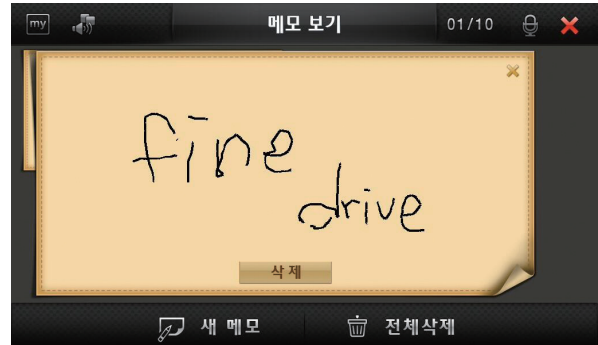 my 메모 보기 01/10
fine
drive
삭제
새 메모 전체삭제